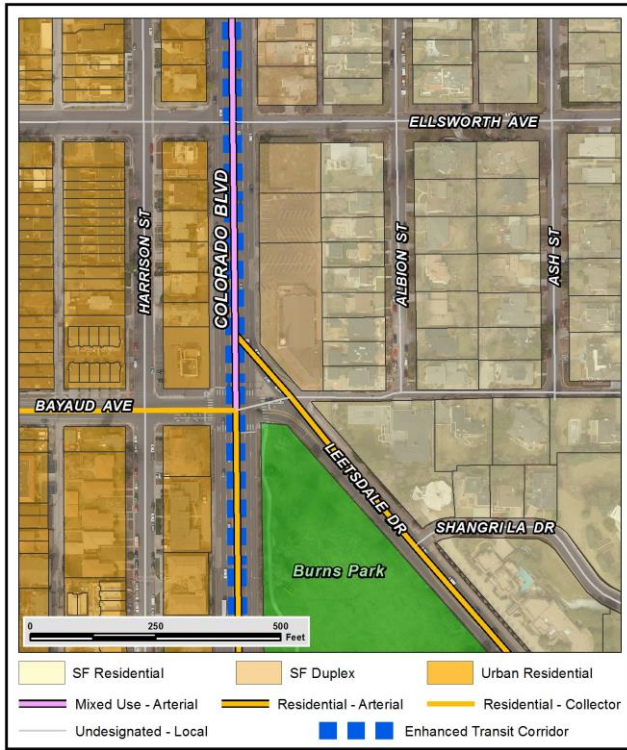 ELLSWORTH AVE
HARRISON ST
COLORADO BLVD
ALBION ST
ASH ST
BAYAUD AVE
LEETSDALE DR
SHANGRI LA DR
Burns Park
0 250 500
Feet
SF Residential SF Duplex Urban Residential
Mixed Use - Arterial Residential - Arterial Residential - Collector
Undesignated - Local Enhanced Transit Corridor